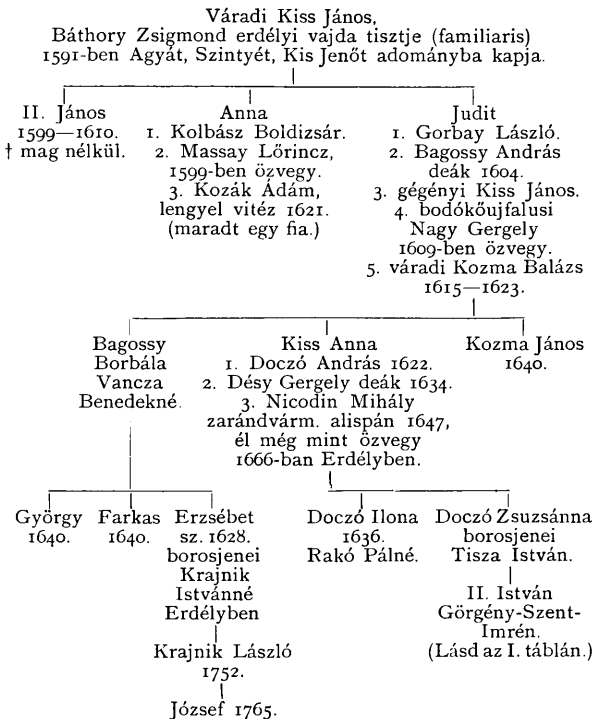 Váradi Kiss János,
Báthory Zsigmond erdélyi vajda tisztje (familiaris)
1591-ben Agyát, Szintyét, Kis Jenőt adományba kapja.
II. János
1599—1610.
† mag nélkül.
Anna
1. Kolbász Boldizsár.
2. Massay Lőrincz,
1599-ben özvegy.
3. Kozák Ádám,
lengyel vitéz 1621.
(maradt egy fia.)
Judit
1. Gorbay László.
2. Bagossy András
deák 1604.
3. gégényi Kiss János.
4. bodókőujfalusi
Nagy Gergely
1609-ben özvegy.
5. váradi Kozma Balázs
1615—1623.
Bagossy
Borbála
Vancza
Benedekné.
Kiss Anna
1. Doczó András 1622.
2. Désy Gergely deák 1634.
3. Nicodin Mihály
zarándvárm. alispán 1647,
él még mint özvegy
1666-ban Erdélyben.
Kozma János
1640.
György
1640.
Farkas
1640.
Erzsébet
sz. 1628.
borosjenei
Krajnik
Istvánné
Erdélyben
Krajnik László
1752.
József 1765.
Doczó Ilona
1636.
Rakó Pálné.
Doczó Zsuzsánna
borosjenei
Tisza István.
II. István
Görgény-Szent-
Imrén.
(Lásd az I. táblán.)